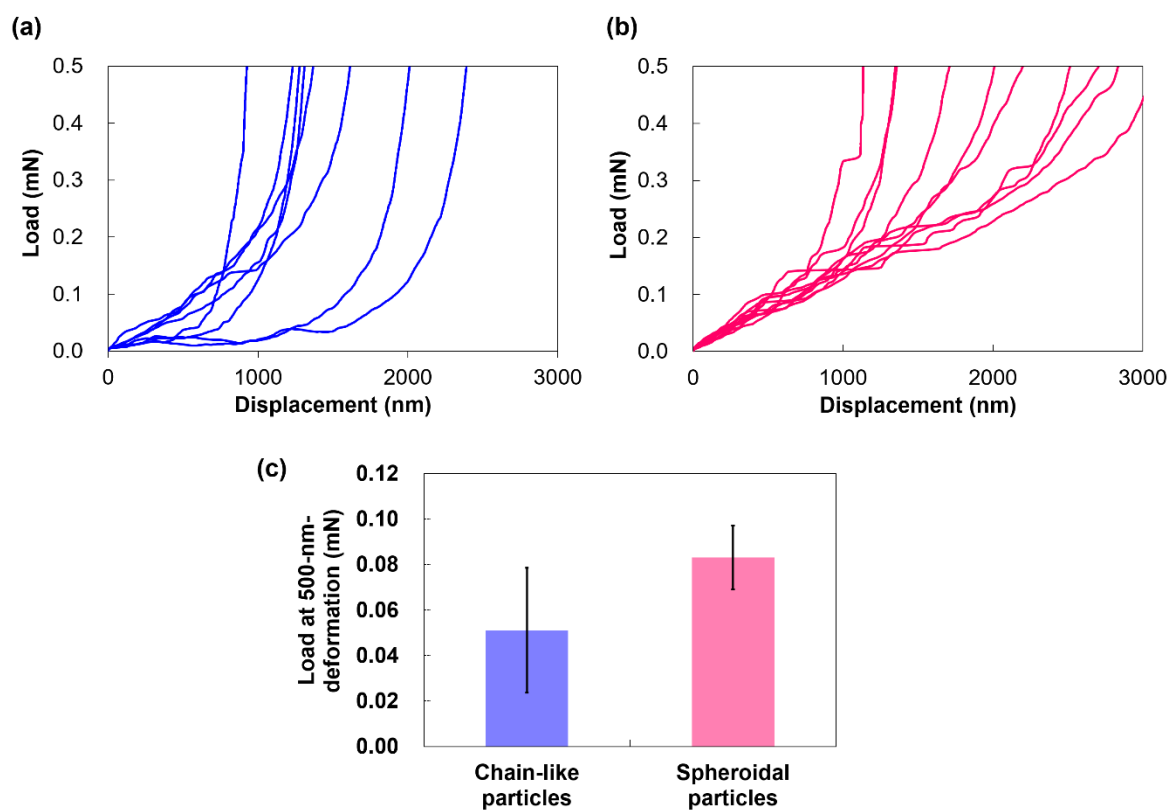 (a)
0.5
0.4
0.3
0.2
0.1
0.0
Load (mN)
0 1000 2000 3000
Displacement (nm)
(b)
0.5
0.4
0.3
0.2
0.1
0.0
Load (mN)
0 1000 2000 3000
Displacement (nm)
(c)
0.12
0.10
0.08
0.06
0.04
0.02
0.00
Load at 500-nm-
deformation (mN)
Chain-like
particles
Spheroidal
particles